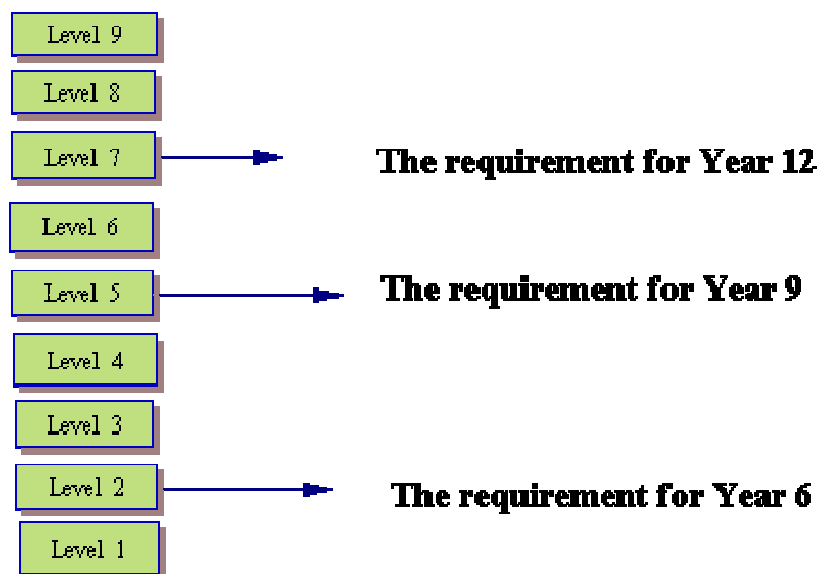 Level 9
Level 8
Level 7
The requirement for Year 12
Level 6
Level 5
The requirement for Year 9
Level 4
Level 3
Level 2
The requirement for Year 6
Level 1